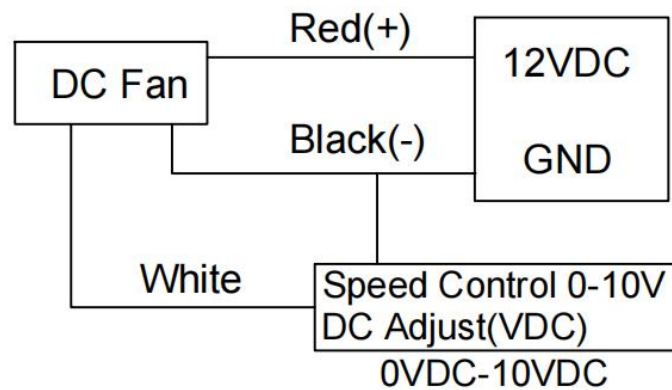 Red(+)
12VDC
DC Fan
Black(-)
GND
White
Speed Control 0-10V
DC Adjust(VDC)
0VDC-10VDC